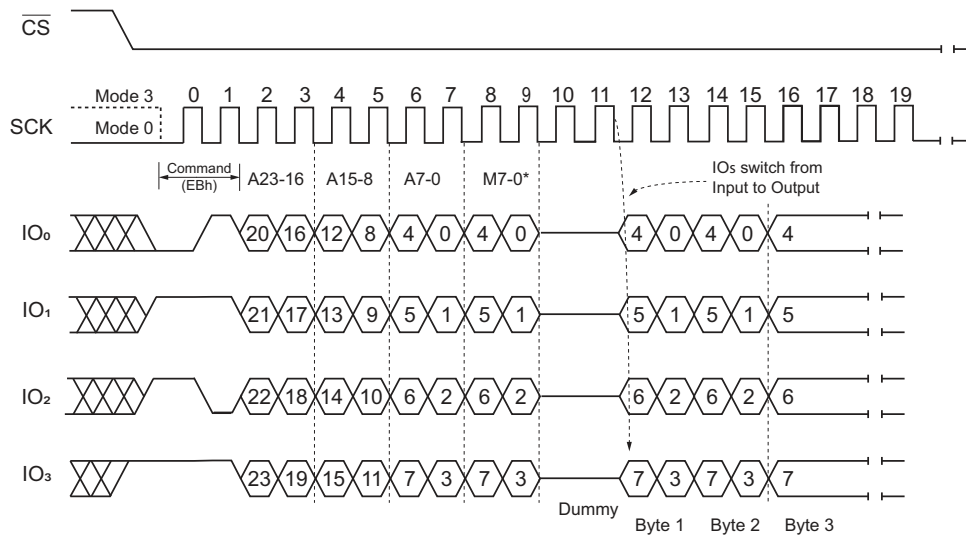 CS
Mode 3
0 1 2 3 4 5 6 7 8 9 10 11 12 13 14 15 16 17 18 19
SCK
Mode 0
Command
(EBh)
A23-16 A15-8 A7-0 M7-0*
IOs switch from
Input to Output
IO₀ 20 16 12 8 4 0 4 0 4 0 4 0 4
IO₁ 21 17 13 9 5 1 5 1 5 1 5 1 5
IO₂ 22 18 14 10 6 2 6 2 6 2 6 2 6
IO₃ 23 19 15 11 7 3 7 3 7 3 7 3 7
Dummy
Byte 1 Byte 2 Byte 3